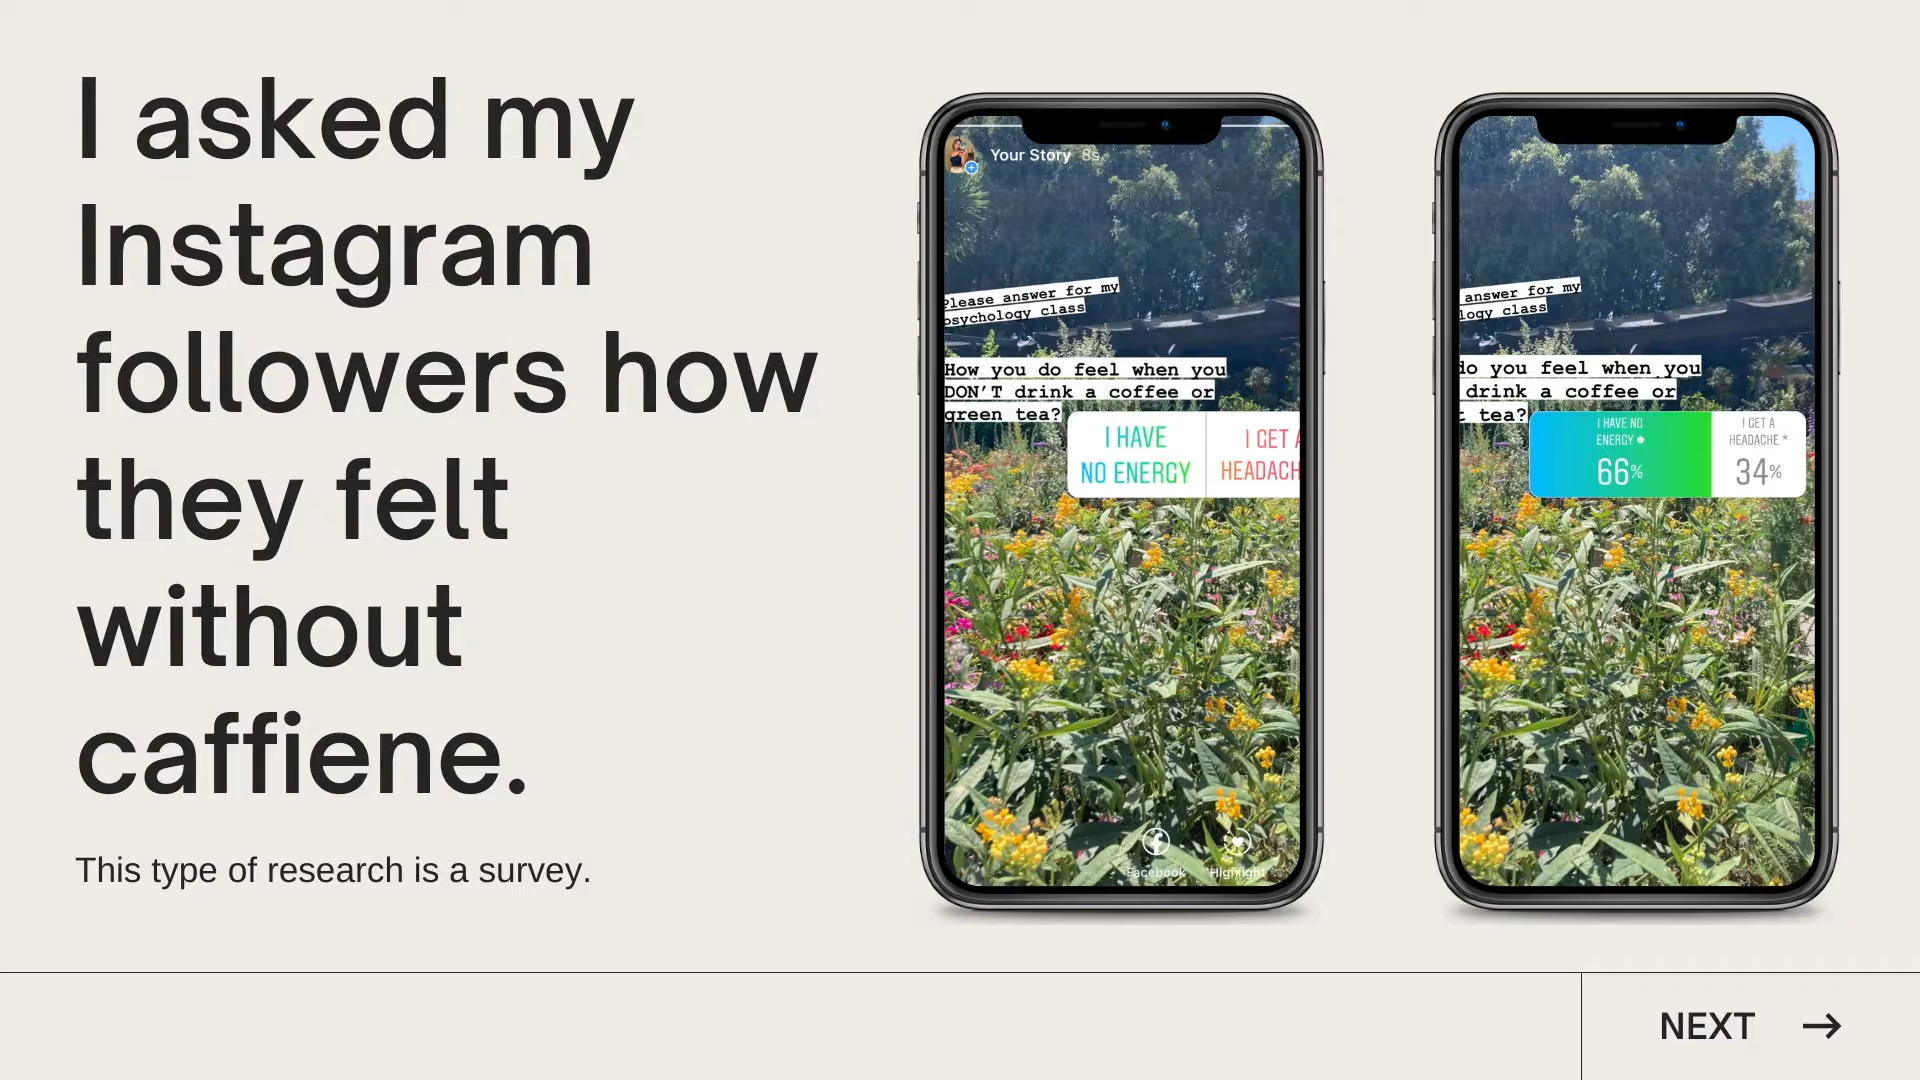 I asked my
Instagram
followers how
they felt
without
caffiene.
This type of research is a survey.
Your Story 8s
Please answer for my
psychology class
How you do feel when you
DON'T drink a coffee or
green tea?
I HAVE
NO ENERGY
I GET A
HEADACH
Facebook
Highlight
answer for my
logy class
do you feel when you
drink a coffee or
t tea?
I HAVE NO
ENERGY
66%
I GET A
HEADACHE *
34%
NEXT →